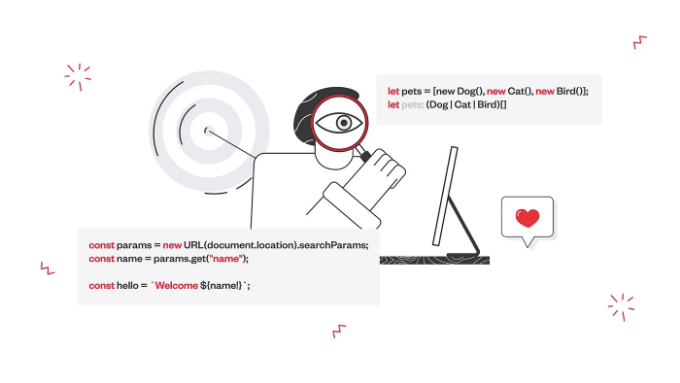 let pets = [new Dog(), new Cat(), new Bird()];
let pets: (Dog | Cat | Bird)[]
const params = new URL(document.location).searchParams;
const name = params.get("name");
const hello = `Welcome ${name!}`;